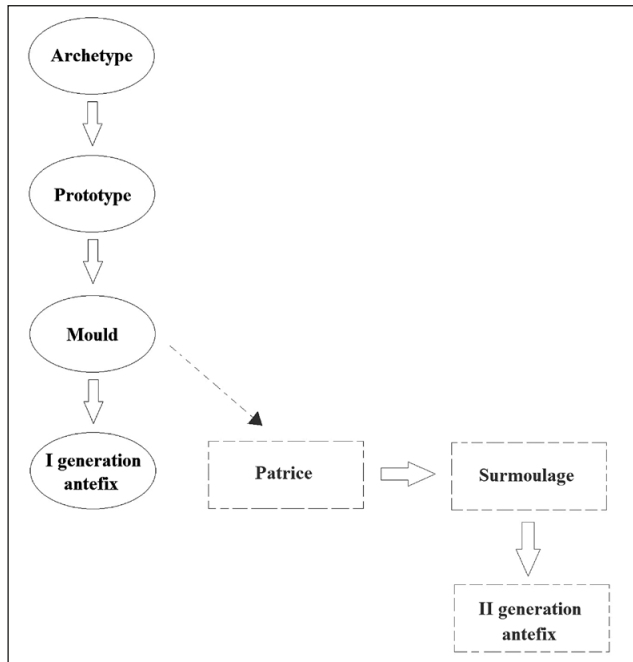 Archetype
Prototype
Mould
I generation
antefix
Patrice
Surmoulage
II generation
antefix